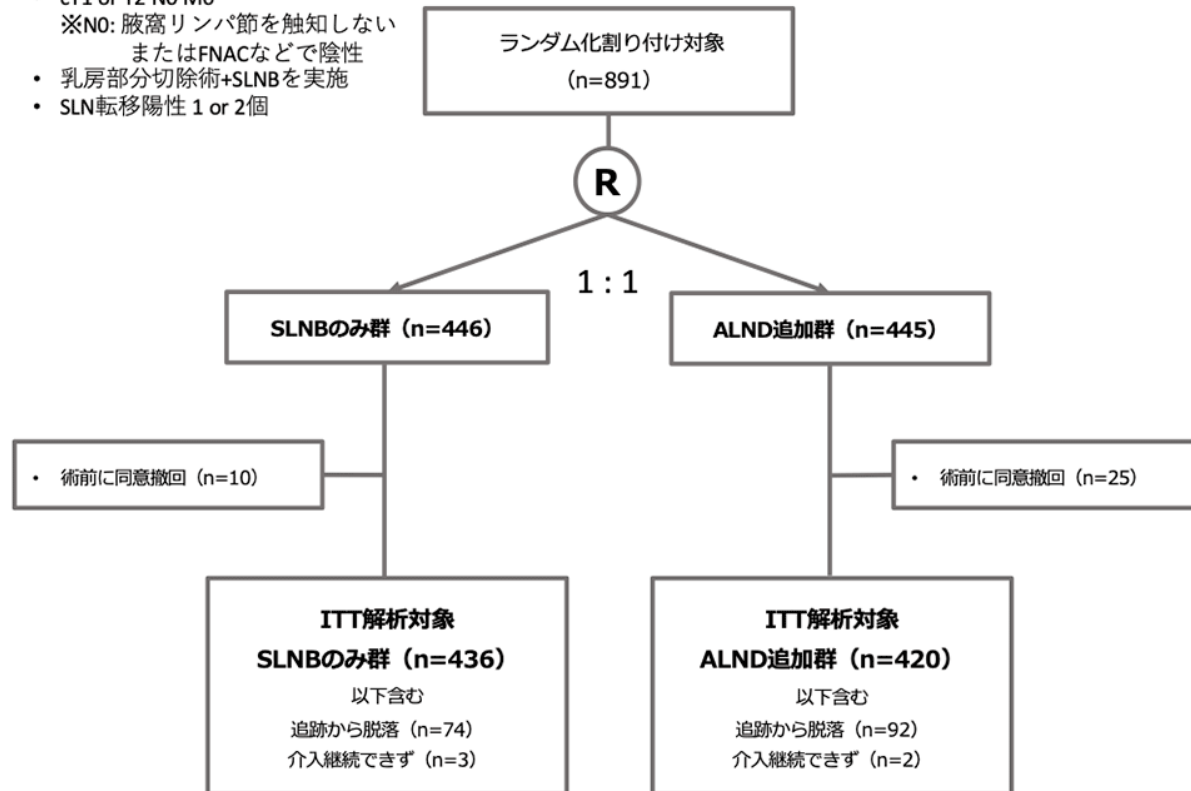 • cT1 or T2 N0 M0
※N0: 腋窩リンパ節を触知しない
またはFNACなどで陰性
• 乳房部分切除術+SLNBを実施
• SLN転移陽性 1 or 2個
ランダム化割り付け対象
（n=891）
R
1 : 1
SLNBのみ群（n=446）
ALND追加群（n=445）
• 術前に同意撤回（n=10）
• 術前に同意撤回（n=25）
ITT解析対象
SLNBのみ群（n=436）
以下含む
追跡から脱落（n=74）
介入継続できず（n=3）
ITT解析対象
ALND追加群（n=420）
以下含む
追跡から脱落（n=92）
介入継続できず（n=2）